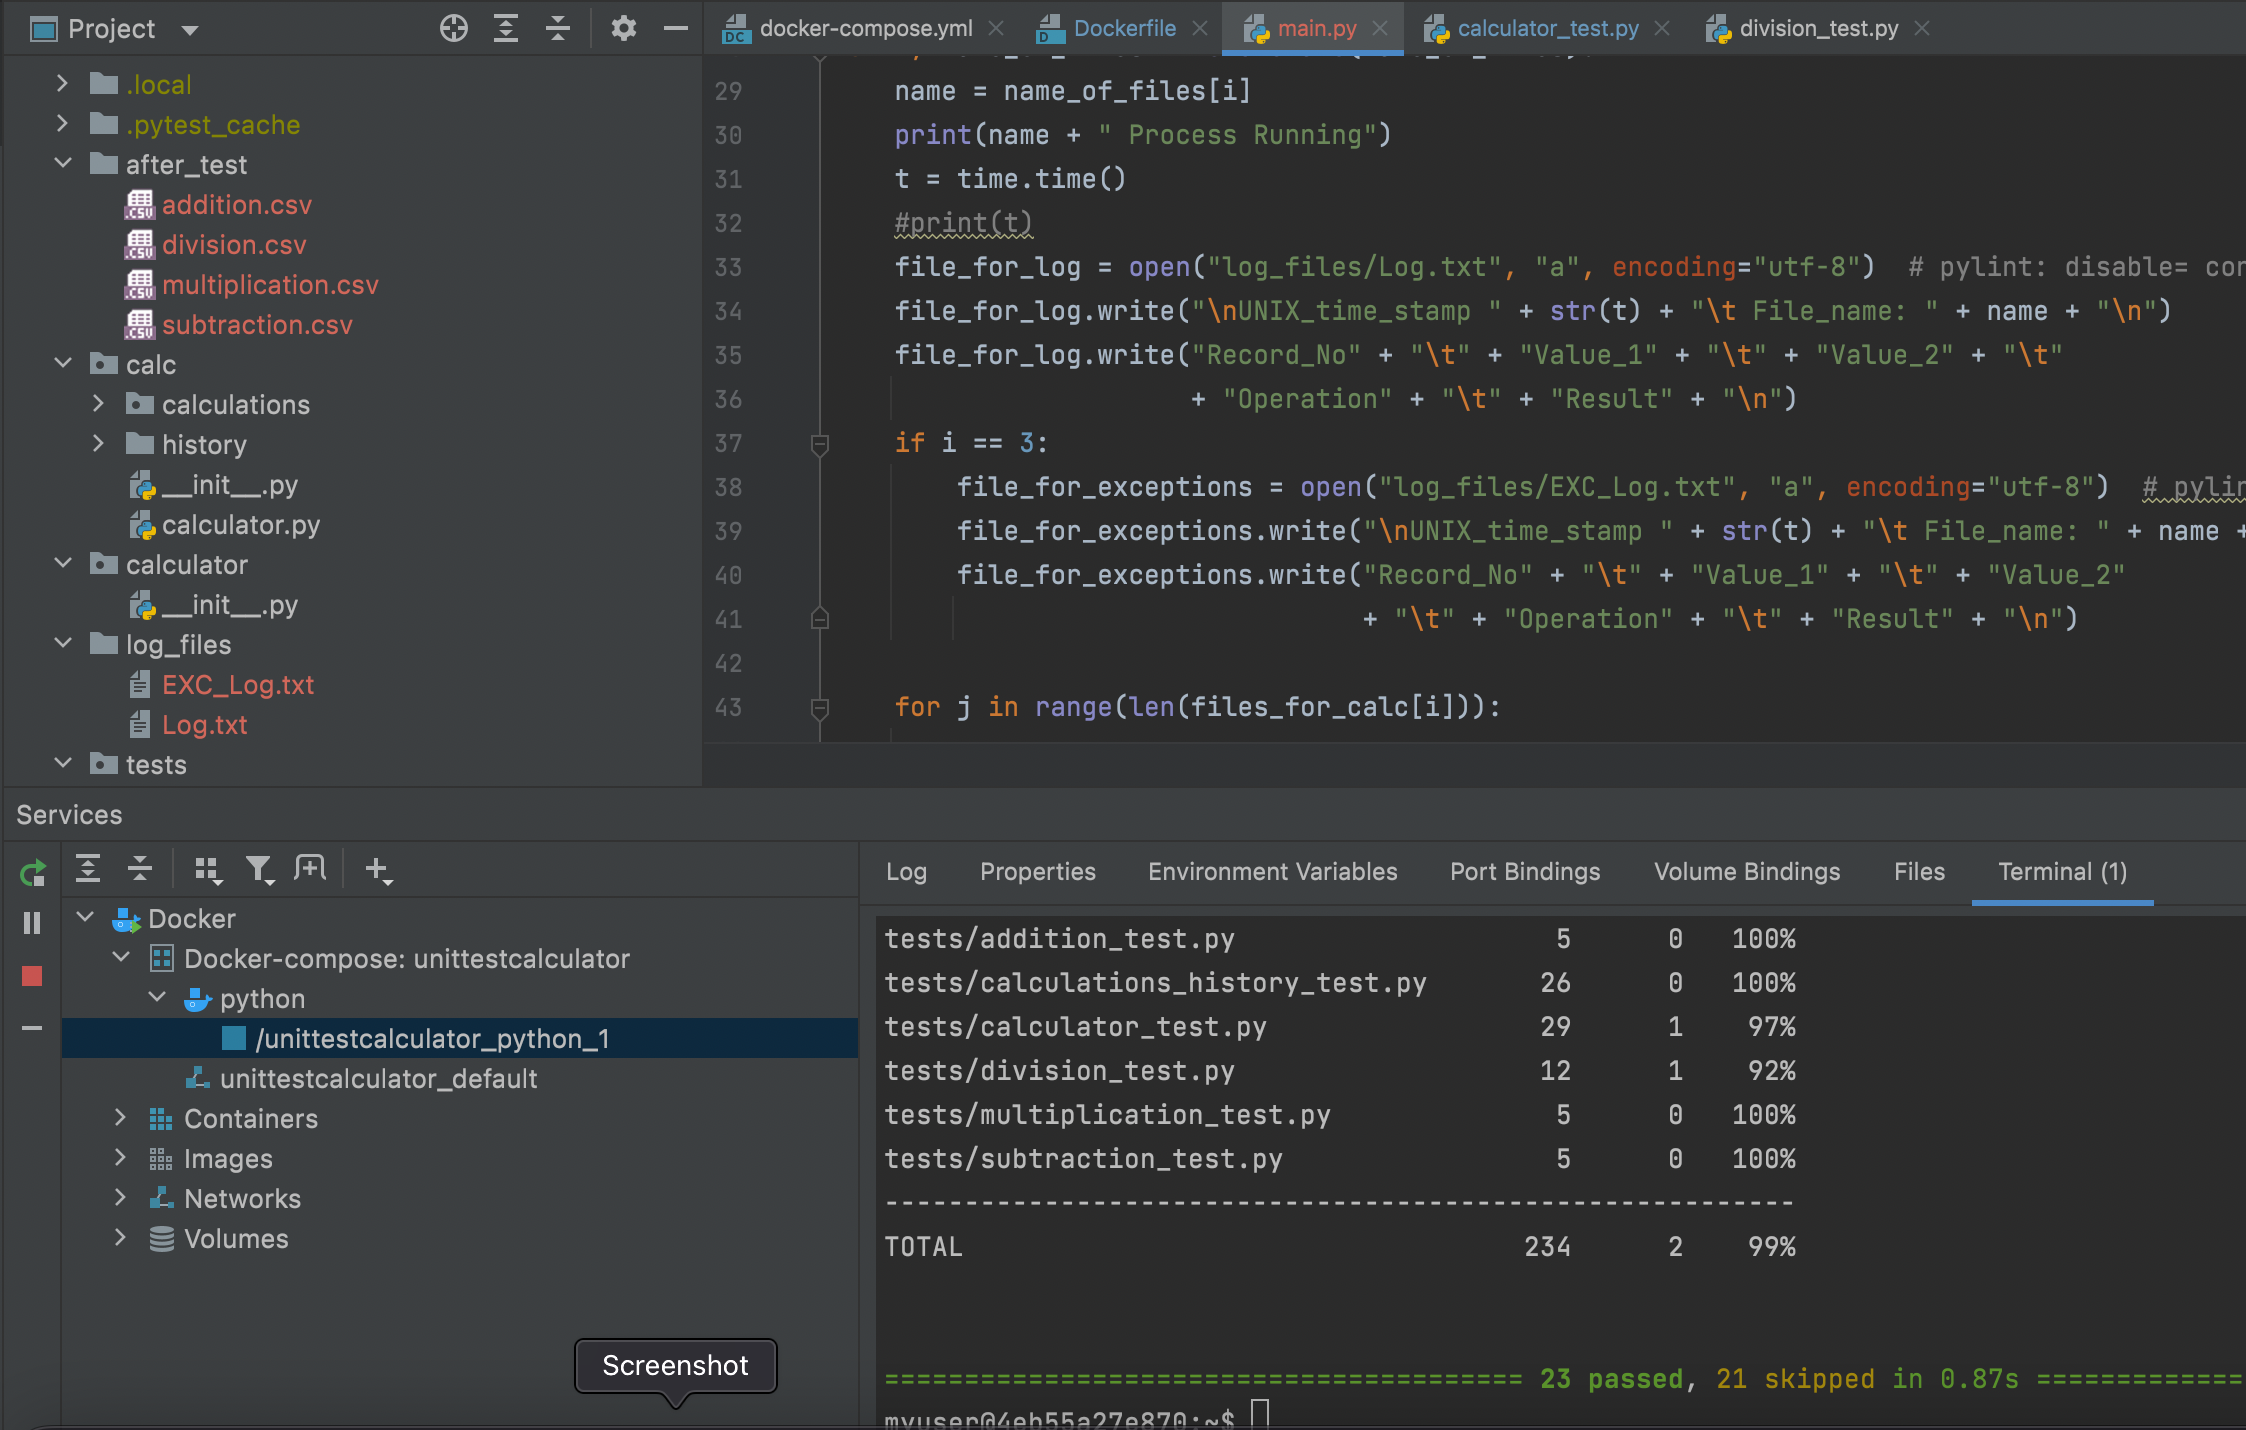 Project
docker-compose.yml
Dockerfile
main.py
calculator_test.py
division_test.py
.local
.pytest_cache
after_test
addition.csv
division.csv
multiplication.csv
subtraction.csv
calc
calculations
history
__init__.py
calculator.py
calculator
__init__.py
log_files
EXC_Log.txt
Log.txt
tests
29 name = name_of_files[i]
30 print(name + " Process Running")
31 t = time.time()
32 #print(t)
33 file_for_log = open("log_files/Log.txt", "a", encoding="utf-8")  # pylint: disable= con
34 file_for_log.write("\nUNIX_time_stamp " + str(t) + "\t File_name: " + name + "\n")
35 file_for_log.write("Record_No" + "\t" + "Value_1" + "\t" + "Value_2" + "\t"
36 + "Operation" + "\t" + "Result" + "\n")
37 if i == 3:
38 file_for_exceptions = open("log_files/EXC_Log.txt", "a", encoding="utf-8")  # pylin
39 file_for_exceptions.write("\nUNIX_time_stamp " + str(t) + "\t File_name: " + name +
40 file_for_exceptions.write("Record_No" + "\t" + "Value_1" + "\t" + "Value_2"
41 + "\t" + "Operation" + "\t" + "Result" + "\n")
42
43 for j in range(len(files_for_calc[i])):
Services
Docker
Docker-compose: unittestcalculator
python
/unittestcalculator_python_1
unittestcalculator_default
Containers
Images
Networks
Volumes
Screenshot
Log Properties Environment Variables Port Bindings Volume Bindings Files Terminal (1)
tests/addition_test.py 5 0 100%
tests/calculations_history_test.py 26 0 100%
tests/calculator_test.py 29 1 97%
tests/division_test.py 12 1 92%
tests/multiplication_test.py 5 0 100%
tests/subtraction_test.py 5 0 100%
---------------------------------------------------------
TOTAL 234 2 99%
======================================== 23 passed, 21 skipped in 0.87s =============
myuser@4eb55a27e870:~$